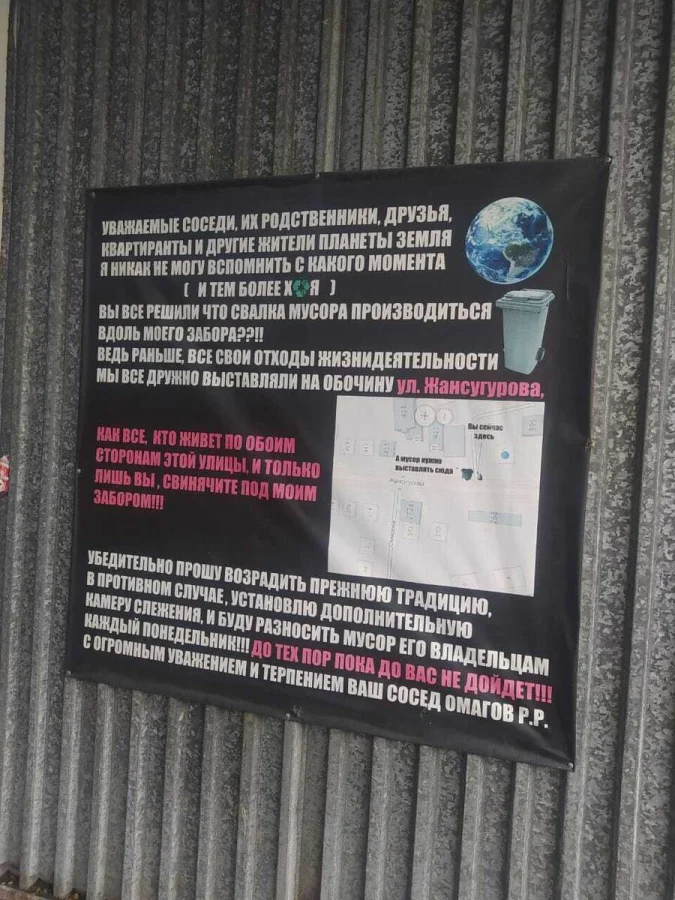 УВАЖАЕМЫЕ СОСЕДИ, ИХ РОДСТВЕННИКИ, ДРУЗЬЯ,
КВАРТИРАНТЫ И ДРУГИЕ ЖИТЕЛИ ПЛАНЕТЫ ЗЕМЛЯ
Я НИКАК НЕ МОГУ ВСПОМНИТЬ С КАКОГО МОМЕНТА
( И ТЕМ БОЛЕЕ Х Я )
ВЫ ВСЕ РЕШИЛИ ЧТО СВАЛКА МУСОРА ПРОИЗВОДИТЬСЯ
ВДОЛЬ МОЕГО ЗАБОРА??!!
ВЕДЬ РАНЬШЕ, ВСЕ СВОИ ОТХОДЫ ЖИЗНИДЕЯТЕЛЬНОСТИ
МЫ ВСЕ ДРУЖНО ВЫСТАВЛЯЛИ НА ОБОЧИНУ ул. Жансугурова,
КАК ВСЕ, КТО ЖИВЕТ ПО ОБОИМ
СТОРОНАМ ЭТОЙ УЛИЦЫ, И ТОЛЬКО
ЛИШЬ ВЫ , СВИНЯЧИТЕ ПОД МОИМ
ЗАБОРОМ!!!
Вы сейчас
здесь
А мусор нужно
выставлять сюда
Жансугурова
УБЕДИТЕЛЬНО ПРОШУ ВОЗРАДИТЬ ПРЕЖНЮЮ ТРАДИЦИЮ,
В ПРОТИВНОМ СЛУЧАЕ, УСТАНОВЛЮ ДОПОЛНИТЕЛЬНУЮ
КАМЕРУ СЛЕЖЕНИЯ, И БУДУ РАЗНОСИТЬ МУСОР ЕГО ВЛАДЕЛЬЦАМ
КАЖДЫЙ ПОНЕДЕЛЬНИК!!! ДО ТЕХ ПОР ПОКА ДО ВАС НЕ ДОЙДЕТ!!!
С ОГРОМНЫМ УВАЖЕНИЕМ И ТЕРПЕНИЕМ ВАШ СОСЕД ОМАГОВ Р.Р.